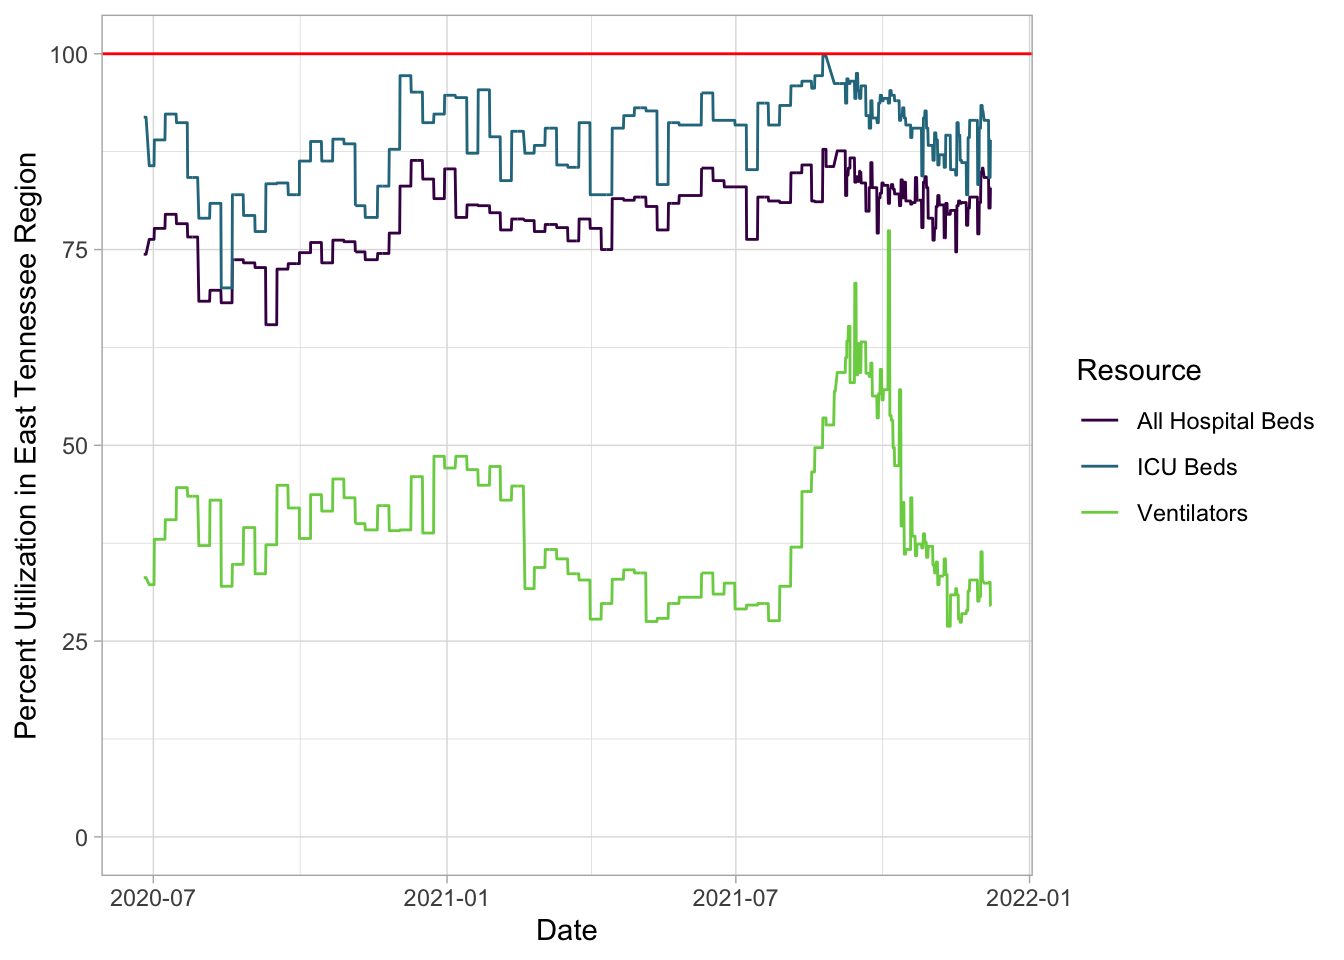 Percent Utilization in East Tennessee Region
100
75
50
25
0
2020-07
2021-01
2021-07
2022-01
Date
Resource
All Hospital Beds
ICU Beds
Ventilators